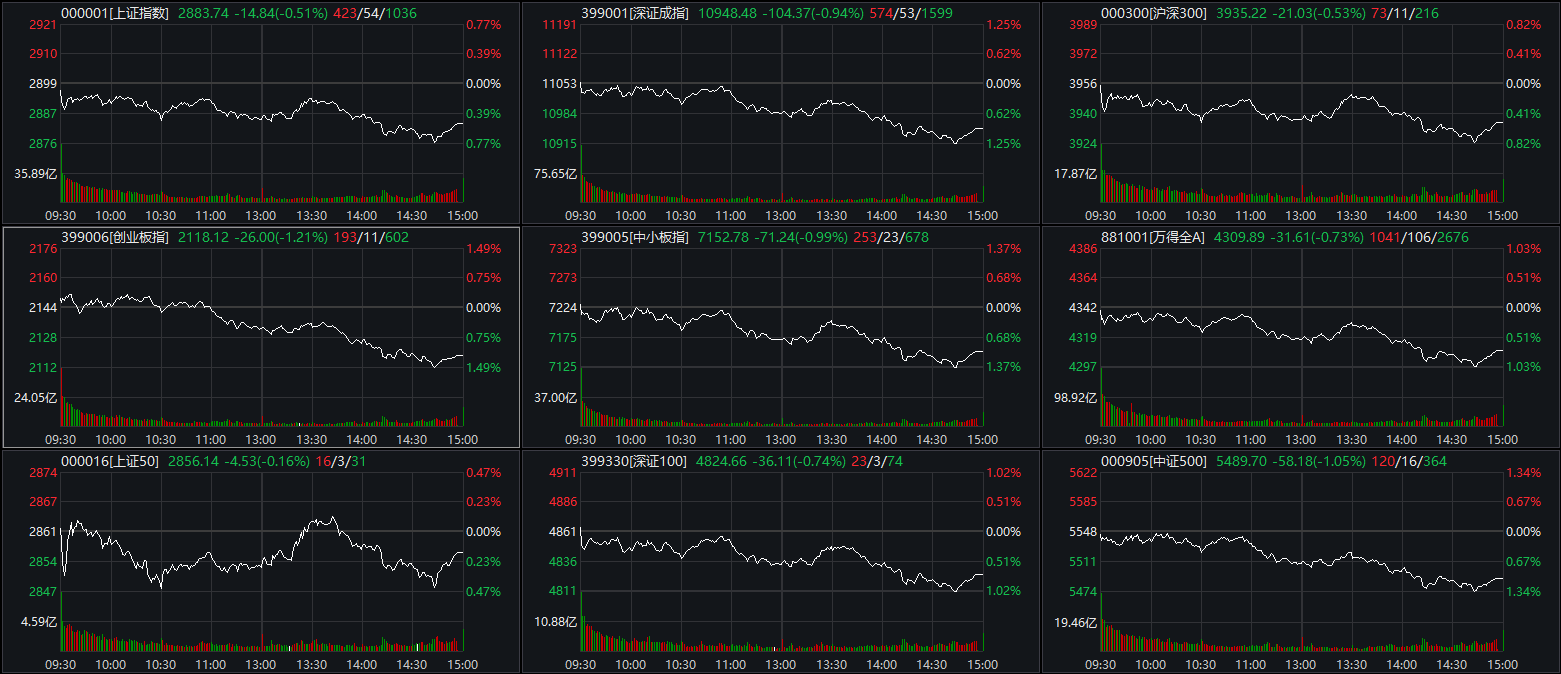 000001[上证指数] 2883.74 -14.84(-0.51%) 423/54/1036
2921 0.77%
2910 0.39%
2899 0.00%
2887 0.39%
2876 0.77%
35.89亿
09:30 10:00 10:30 11:00 13:00 13:30 14:00 14:30 15:00
399001[深证成指] 10948.48 -104.37(-0.94%) 574/53/1599
11191 1.25%
11122 0.62%
11053 0.00%
10984 0.62%
10915 1.25%
75.65亿
09:30 10:00 10:30 11:00 13:00 13:30 14:00 14:30 15:00
000300[沪深300] 3935.22 -21.03(-0.53%) 73/11/216
3989 0.82%
3972 0.41%
3956 0.00%
3940 0.41%
3924 0.82%
17.87亿
09:30 10:00 10:30 11:00 13:00 13:30 14:00 14:30 15:00
399006[创业板指] 2118.12 -26.00(-1.21%) 193/11/602
2176 1.49%
2160 0.75%
2144 0.00%
2128 0.75%
2112 1.49%
24.05亿
09:30 10:00 10:30 11:00 13:00 13:30 14:00 14:30 15:00
399005[中小板指] 7152.78 -71.24(-0.99%) 253/23/678
7323 1.37%
7273 0.68%
7224 0.00%
7175 0.68%
7125 1.37%
37.00亿
09:30 10:00 10:30 11:00 13:00 13:30 14:00 14:30 15:00
881001[万得全A] 4309.89 -31.61(-0.73%) 1041/106/2676
4386 1.03%
4364 0.51%
4342 0.00%
4319 0.51%
4297 1.03%
98.92亿
09:30 10:00 10:30 11:00 13:00 13:30 14:00 14:30 15:00
000016[上证50] 2856.14 -4.53(-0.16%) 16/3/31
2874 0.47%
2867 0.23%
2861 0.00%
2854 0.23%
2847 0.47%
4.59亿
09:30 10:00 10:30 11:00 13:00 13:30 14:00 14:30 15:00
399330[深证100] 4824.66 -36.11(-0.74%) 23/3/74
4911 1.02%
4886 0.51%
4861 0.00%
4836 0.51%
4811 1.02%
10.88亿
09:30 10:00 10:30 11:00 13:00 13:30 14:00 14:30 15:00
000905[中证500] 5489.70 -58.18(-1.05%) 120/16/364
5622 1.34%
5585 0.67%
5548 0.00%
5511 0.67%
5474 1.34%
19.46亿
09:30 10:00 10:30 11:00 13:00 13:30 14:00 14:30 15:00